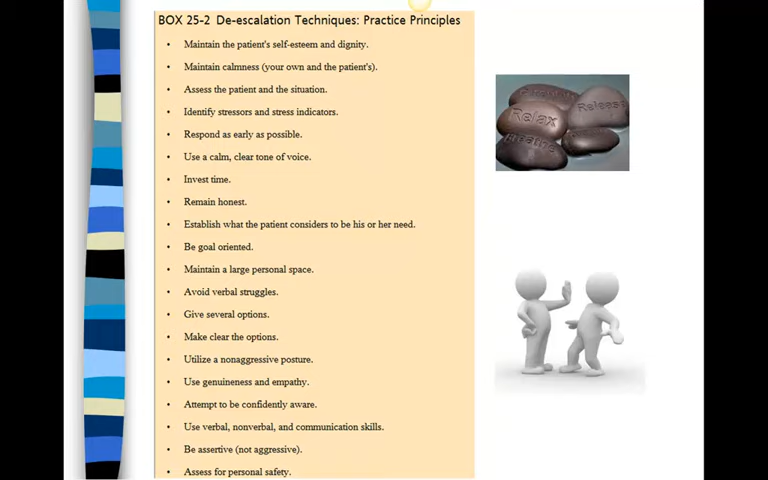 BOX 25-2 De-escalation Techniques: Practice Principles
• Maintain the patient's self-esteem and dignity.
• Maintain calmness (your own and the patient's).
• Assess the patient and the situation.
• Identify stressors and stress indicators.
• Respond as early as possible.
• Use a calm, clear tone of voice.
• Invest time.
• Remain honest.
• Establish what the patient considers to be his or her need.
• Be goal oriented.
• Maintain a large personal space.
• Avoid verbal struggles.
• Give several options.
• Make clear the options.
• Utilize a nonaggressive posture.
• Use genuineness and empathy.
• Attempt to be confidently aware.
• Use verbal, nonverbal, and communication skills.
• Be assertive (not aggressive).
• Assess for personal safety.
Release
Relax
Breathe